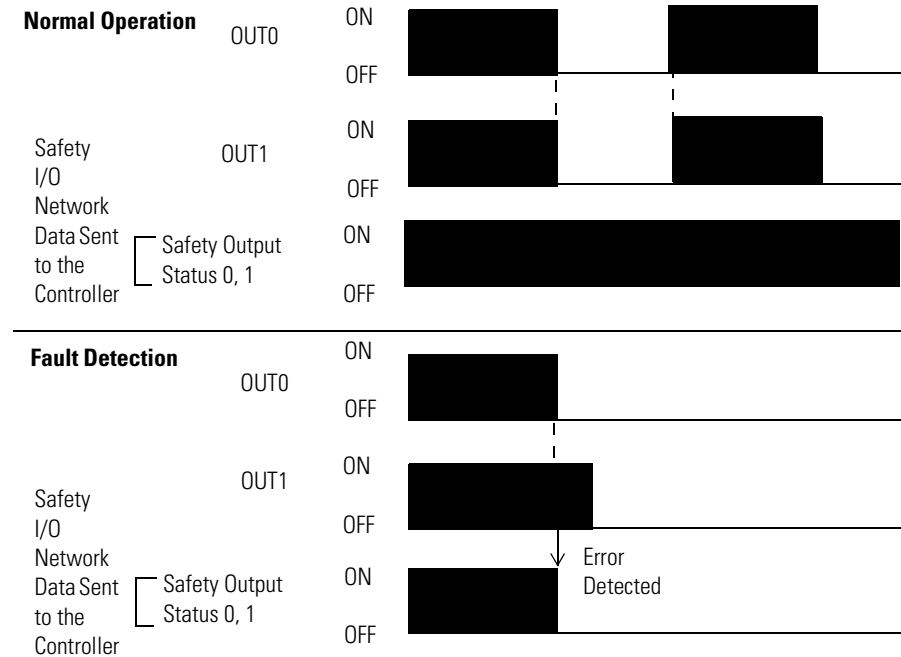 Normal Operation
OUT0
ON
OFF
OUT1
ON
OFF
Safety
I/O
Network
Data Sent
to the
Controller
Safety Output
Status 0, 1
ON
OFF
Fault Detection
OUT0
ON
OFF
OUT1
ON
OFF
Safety
I/O
Network
Data Sent
to the
Controller
Safety Output
Status 0, 1
ON
OFF
Error
Detected